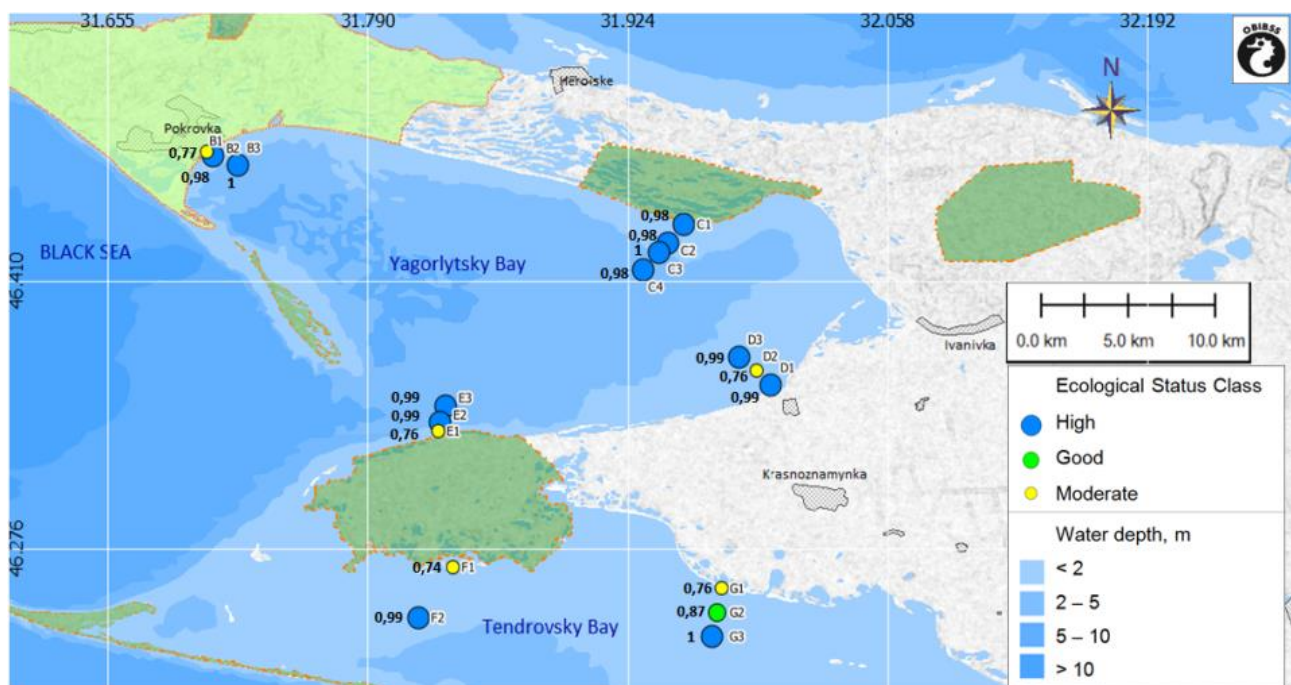 31.655 31.790 31.924 32.058 32.192
OBIBSS
Heroiske
N
Pokrovka
B1
B2
B3
0,77
0,98
1
C1
0,98
0,98
C2
1
C3
0,98
C4
BLACK SEA
Yagorlytsky Bay
46.410
0.0 km 5.0 km 10.0 km
Ivanivka
D3
0,99
D2
0,76
D1
0,99
E3
0,99
E2
0,99
E1
0,76
Ecological Status Class
High
Good
Moderate
Krasnoznamynka
46.276
Water depth, m
< 2
2 – 5
5 – 10
> 10
0,74
F1
0,99
F2
Tendrovsky Bay
0,76
G1
0,87
G2
1
G3